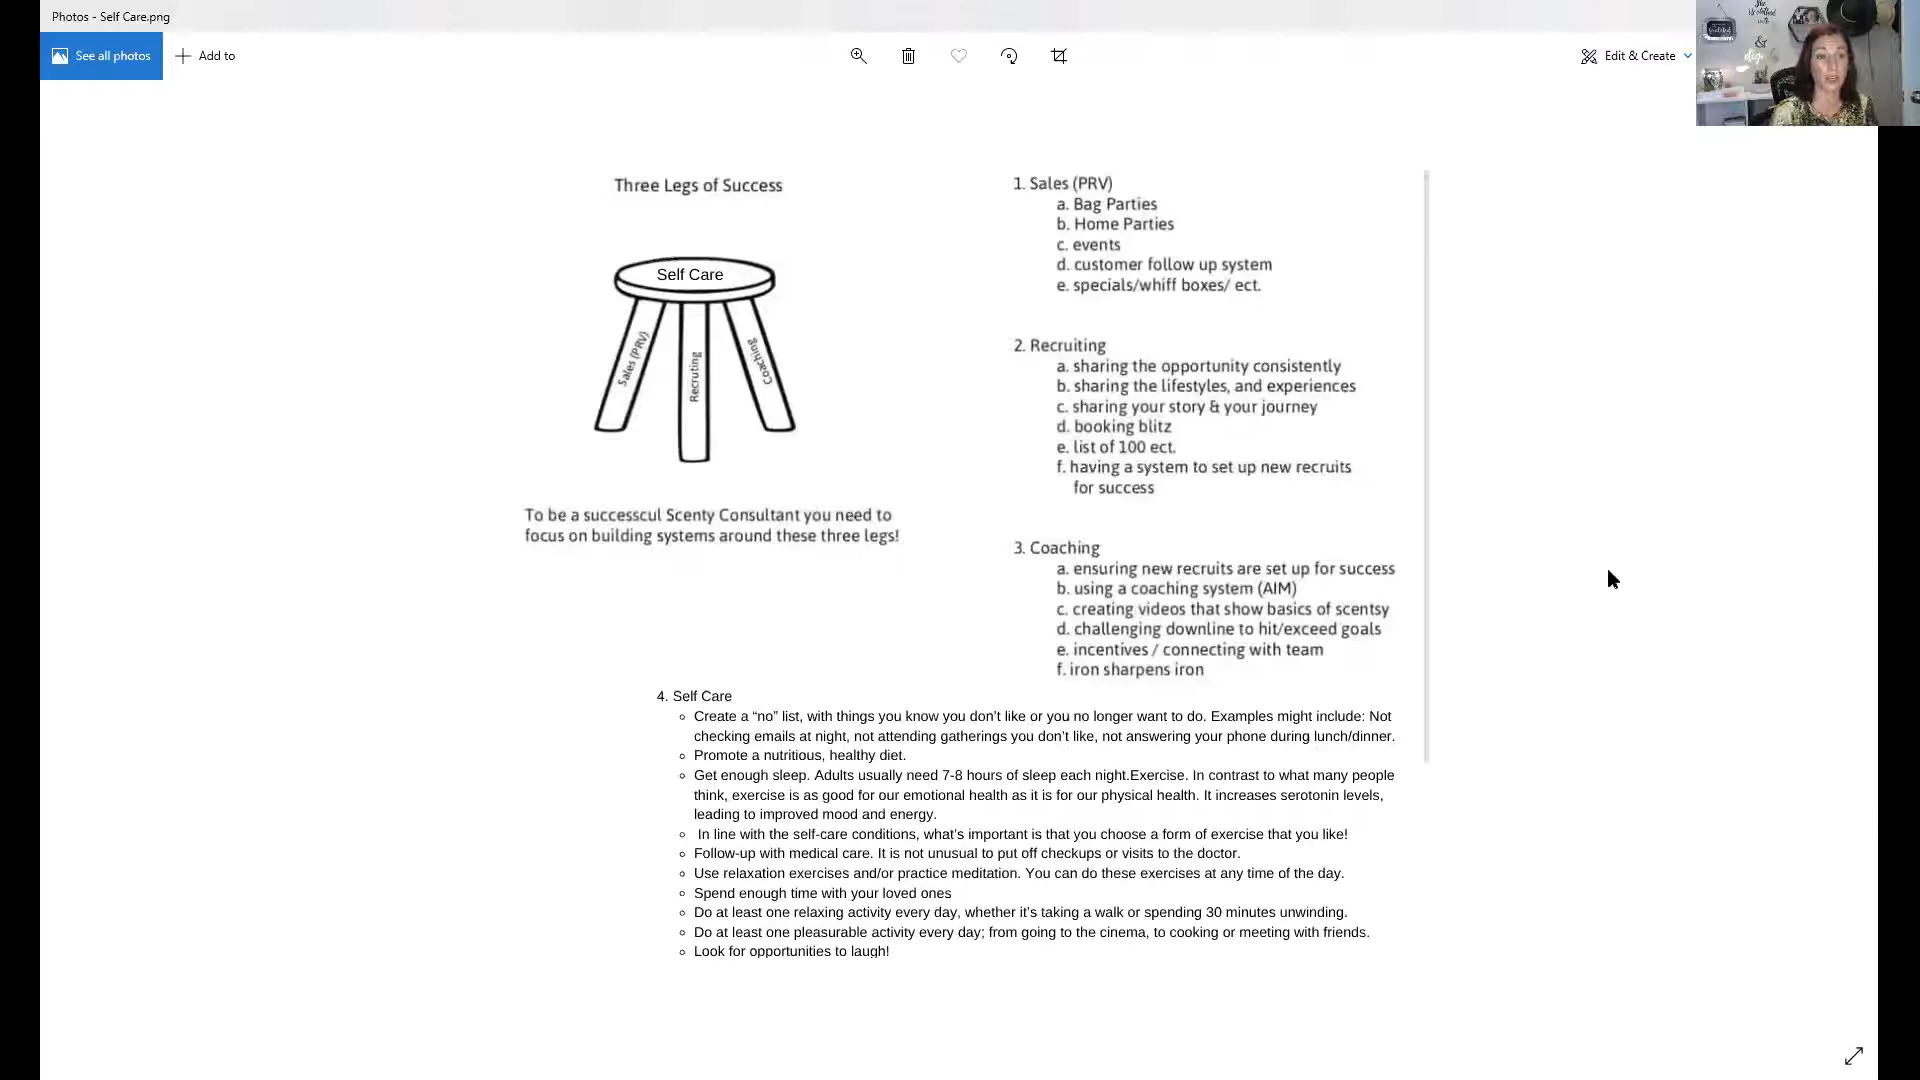 Photos - Self Care.png
See all photos
Add to
Edit & Create
Three Legs of Success
Self Care
Sales (PRV)
Recruting
Coaching
To be a successcul Scenty Consultant you need to
focus on building systems around these three legs!
1. Sales (PRV)
a. Bag Parties
b. Home Parties
c. events
d. customer follow up system
e. specials/whiff boxes/ ect.
2. Recruiting
a. sharing the opportunity consistently
b. sharing the lifestyles, and experiences
c. sharing your story & your journey
d. booking blitz
e. list of 100 ect.
f. having a system to set up new recruits
for success
3. Coaching
a. ensuring new recruits are set up for success
b. using a coaching system (AIM)
c. creating videos that show basics of scentsy
d. challenging downline to hit/exceed goals
e. incentives / connecting with team
f. iron sharpens iron
4. Self Care
Create a “no” list, with things you know you don’t like or you no longer want to do. Examples might include: Not
checking emails at night, not attending gatherings you don’t like, not answering your phone during lunch/dinner.
Promote a nutritious, healthy diet.
Get enough sleep. Adults usually need 7-8 hours of sleep each night.Exercise. In contrast to what many people
think, exercise is as good for our emotional health as it is for our physical health. It increases serotonin levels,
leading to improved mood and energy.
In line with the self-care conditions, what’s important is that you choose a form of exercise that you like!
Follow-up with medical care. It is not unusual to put off checkups or visits to the doctor.
Use relaxation exercises and/or practice meditation. You can do these exercises at any time of the day.
Spend enough time with your loved ones
Do at least one relaxing activity every day, whether it’s taking a walk or spending 30 minutes unwinding.
Do at least one pleasurable activity every day; from going to the cinema, to cooking or meeting with friends.
Look for opportunities to laugh!